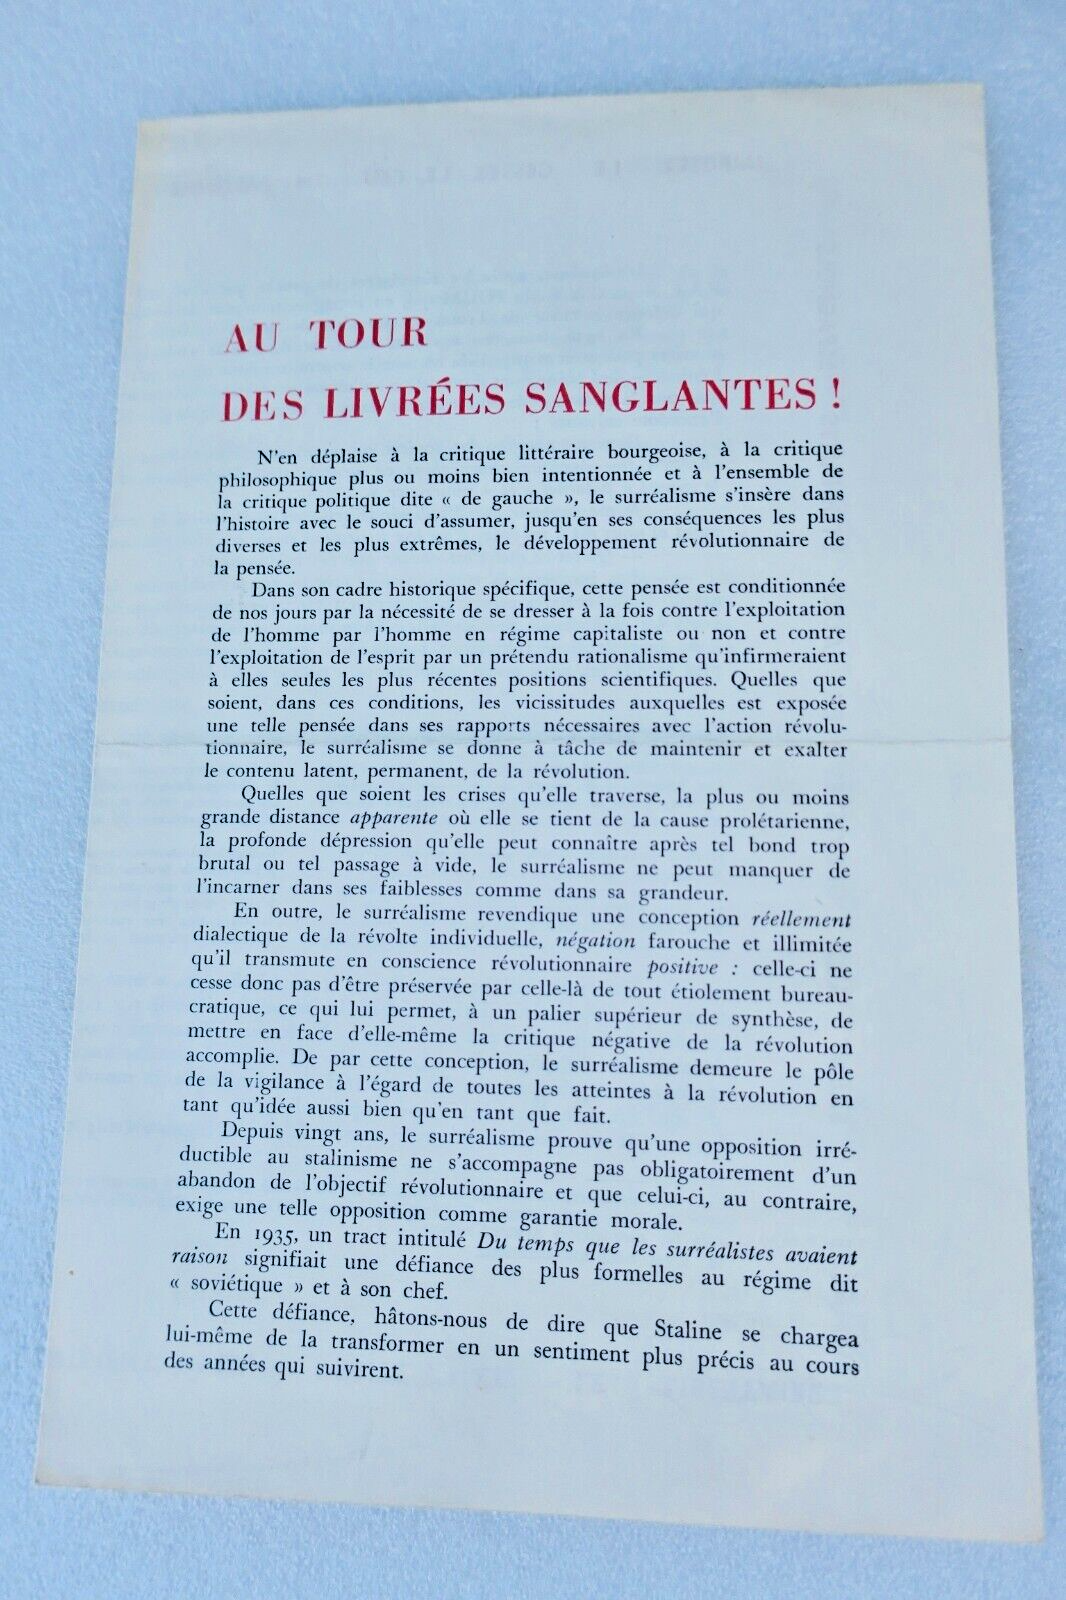 AU TOUR
DES LIVRÉES SANGLANTES !
N'en déplaise à la critique littéraire bourgeoise, à la critique
philosophique plus ou moins bien intentionnée et à l'ensemble de
la critique politique dite « de gauche », le surréalisme s'insère dans
l'histoire avec le souci d'assumer, jusqu'en ses conséquences les plus
diverses et les plus extrêmes, le développement révolutionnaire de
la pensée.
Dans son cadre historique spécifique, cette pensée est conditionnée
de nos jours par la nécessité de se dresser à la fois contre l'exploitation
de l'homme par l'homme en régime capitaliste ou non et contre
l'exploitation de l'esprit par un prétendu rationalisme qu'infirmeraient
à elles seules les plus récentes positions scientifiques. Quelles que
soient, dans ces conditions, les vicissitudes auxquelles est exposée
une telle pensée dans ses rapports nécessaires avec l'action révolu-
tionnaire, le surréalisme se donne à tâche de maintenir et exalter
le contenu latent, permanent, de la révolution.
Quelles que soient les crises qu'elle traverse, la plus ou moins
grande distance apparente où elle se tient de la cause prolétarienne,
la profonde dépression qu'elle peut connaître après tel bond trop
brutal ou tel passage à vide, le surréalisme ne peut manquer de
l'incarner dans ses faiblesses comme dans sa grandeur.
En outre, le surréalisme revendique une conception réellement
dialectique de la révolte individuelle, négation farouche et illimitée
qu'il transmute en conscience révolutionnaire positive : celle-ci ne
cesse donc pas d'être préservée par celle-là de tout étiolement bureau-
cratique, ce qui lui permet, à un palier supérieur de synthèse, de
mettre en face d'elle-même la critique négative de la révolution
accomplie. De par cette conception, le surréalisme demeure le pôle
de la vigilance à l'égard de toutes les atteintes à la révolution en
tant qu'idée aussi bien qu'en tant que fait.
Depuis vingt ans, le surréalisme prouve qu'une opposition irré-
ductible au stalinisme ne s'accompagne pas obligatoirement d'un
abandon de l'objectif révolutionnaire et que celui-ci, au contraire,
exige une telle opposition comme garantie morale.
En 1935, un tract intitulé Du temps que les surréalistes avaient
raison signifiait une défiance des plus formelles au régime dit
« soviétique » et à son chef.
Cette défiance, hâtons-nous de dire que Staline se chargea
lui-même de la transformer en un sentiment plus précis au cours
des années qui suivirent.